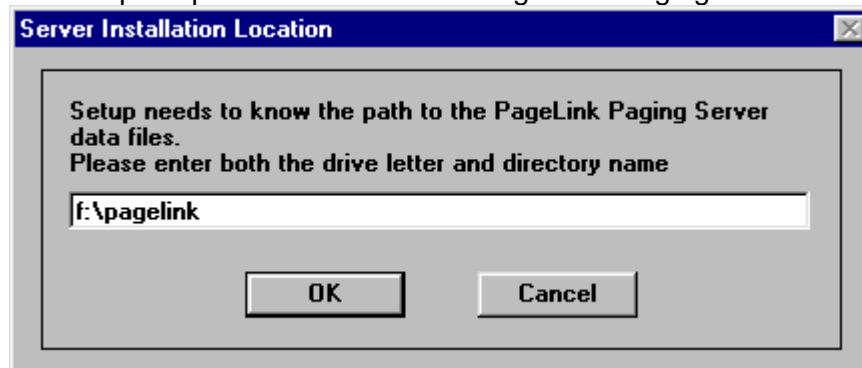 Server Installation Location
Setup needs to know the path to the PageLink Paging Server
data files.
Please enter both the drive letter and directory name
f:\pagelink
OK
Cancel